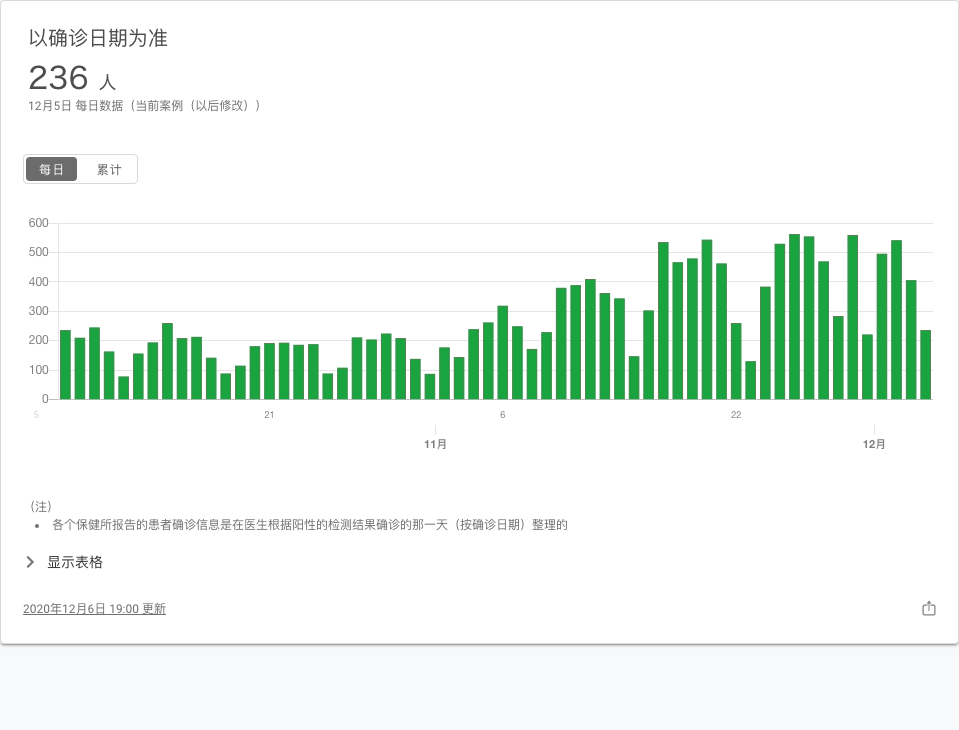 以确诊日期为准
236 人
12月5日 每日数据（当前案例（以后修改））
每日 累计
600
500
400
300
200
100
0
5 21 6 22
11月 12月
（注）
• 各个保健所报告的患者确诊信息是在医生根据阳性的检测结果确诊的那一天（按确诊日期）整理的
显示表格
2020年12月6日 19:00 更新